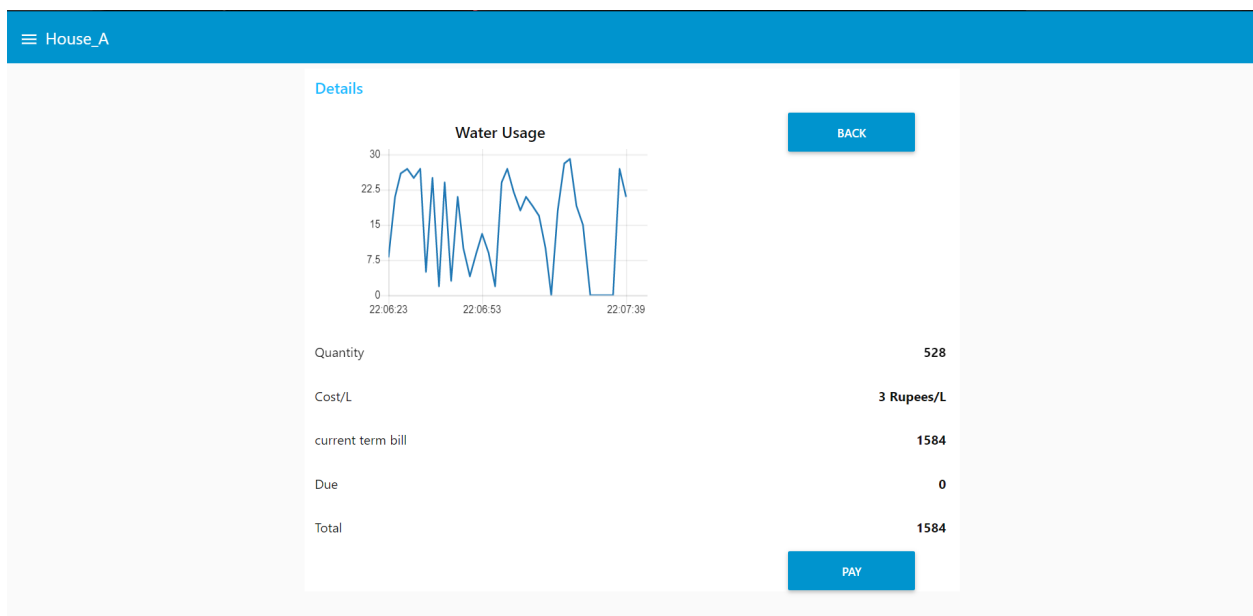 House_A
Details
Water Usage
BACK
30
22.5
15
7.5
0
22:06:23 22:06:53 22:07:39
Quantity 528
Cost/L 3 Rupees/L
current term bill 1584
Due 0
Total 1584
PAY